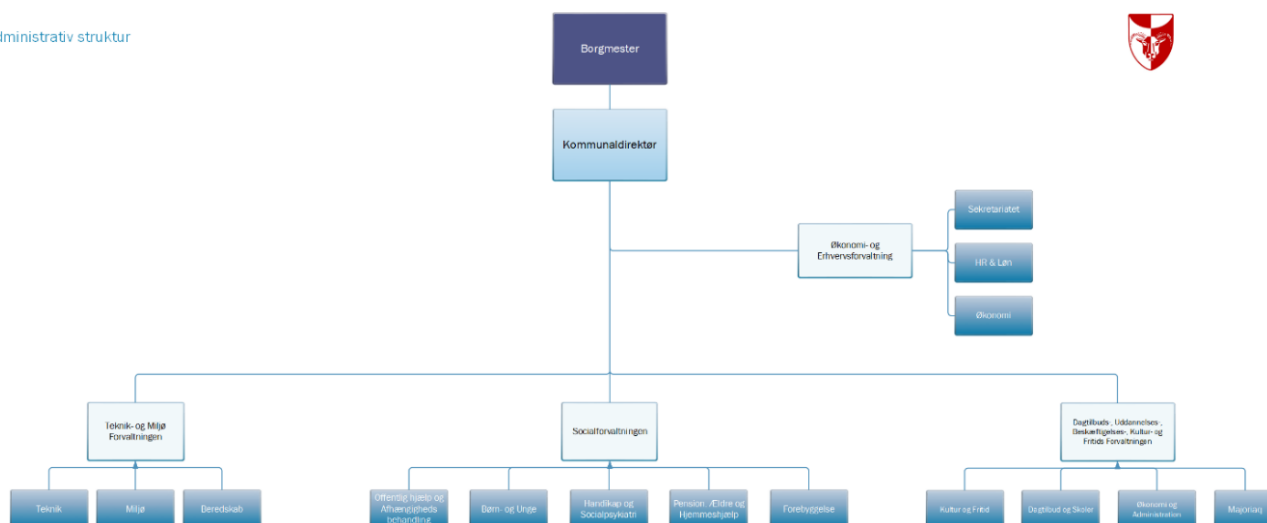 dministrativ struktur
Borgmester
Kommunaldirektør
Sekretariatet
Økonomi- og
Erhvervsforvaltning
HR & Løn
Økonomi
Teknik- og Miljø
Forvaltningen
Socialforvaltningen
Dagtilbuds-, Uddannelses-,
Beskæftigelses-, Kultur- og
Fritids Forvaltningen
Teknik
Miljø
Beredskab
Offentlig hjælp og
Afhængigheds
behandling
Børn- og Unge
Handikap og
Socialpsykiatri
Pension. Ældre og
Hjemmeshjælp
Forebyggelse
Kultur og Fritid
Dagtilbud og Skoler
Økonomi og
Administration
Majoriaq